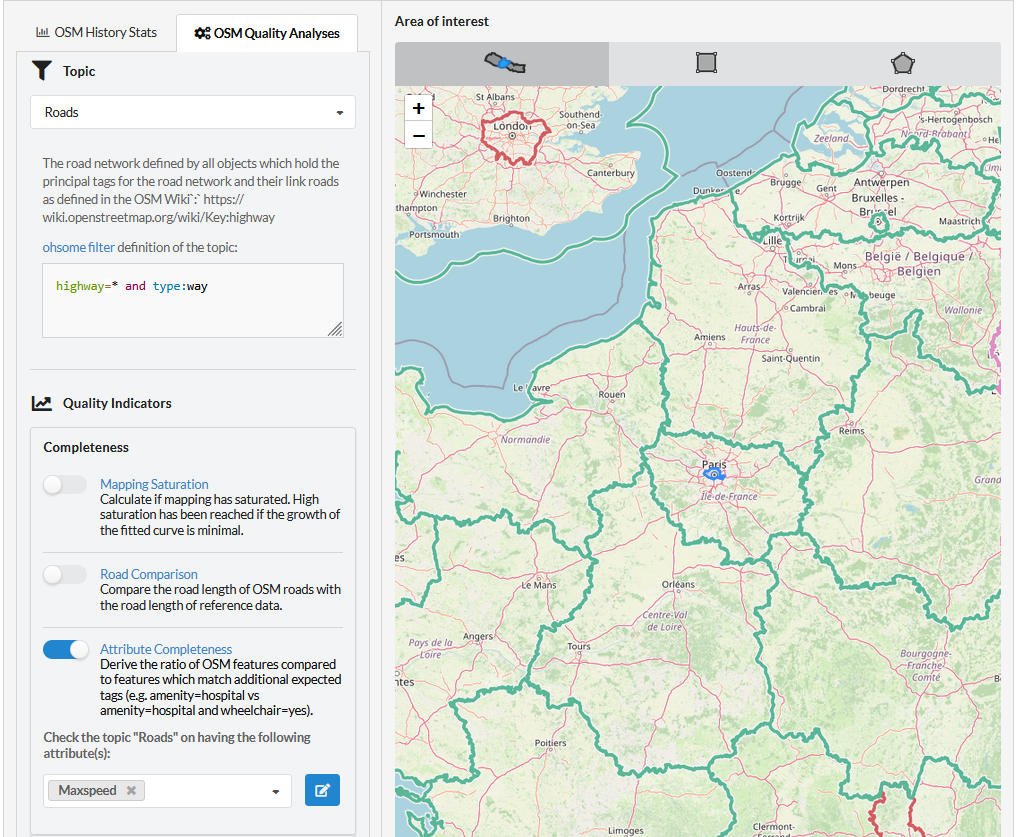 OSM History Stats
OSM Quality Analyses
Topic
Roads
The road network defined by all objects which hold the
principal tags for the road network and their link roads
as defined in the OSM Wiki`:` https://
wiki.openstreetmap.org/wiki/Key:highway
ohsome filter definition of the topic:
highway=* and type:way
Quality Indicators
Completeness
Mapping Saturation
Calculate if mapping has saturated. High
saturation has been reached if the growth of
the fitted curve is minimal.
Road Comparison
Compare the road length of OSM roads with
the road length of reference data.
Attribute Completeness
Derive the ratio of OSM features compared
to features which match additional expected
tags (e.g. amenity=hospital vs
amenity=hospital and wheelchair=yes).
Check the topic "Roads" on having the following
attribute(s):
Maxspeed
Area of interest
+
−
St Albans
Dordrecht
London
Southend-
on-Sea
's-Hertogenbosch
Zeeland
Noord-Brabant
Canterbury
Oostend
Brugge
Gent
Antwerpen
Winchester
Dunke
Bruxelles -
Brussel
thampton
Brighton
Kortrijk
Maastrich
Portsmouth
Lille
Tournai
Mons
België / Belgique /
Belgien
Arras
Valenciennes
Maubeuge
Cambrai
Wallonie
Amiens
Hauts-de-
France
Saint-Quentin
Le Havre
Rouen
Reims
Normandie
Paris
Île-de-France
Grand
es
Le Mans
Orléans
Centre-Val
de Loire
Angers
Pays de la
Loire
Tours
Bourgogne-
Franche-
Comté
ntes
Poitiers
Limoges
Clermont-
Ferrand